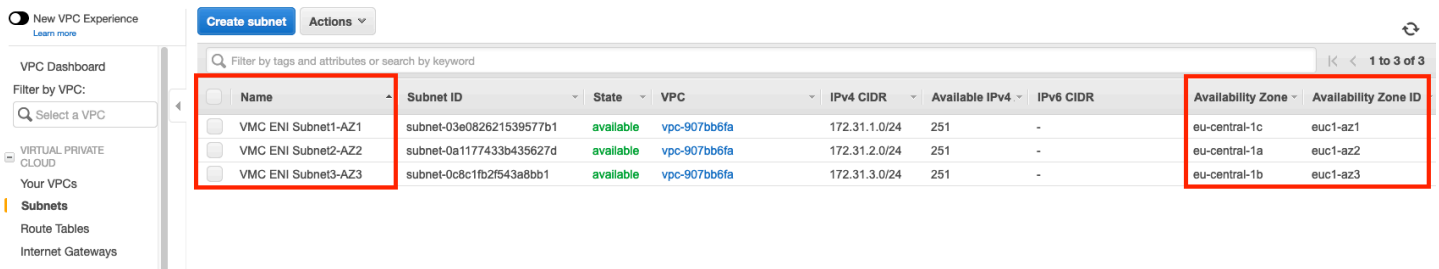 New VPC Experience
Learn more
VPC Dashboard
Filter by VPC:
Select a VPC
VIRTUAL PRIVATE
CLOUD
Your VPCs
Subnets
Route Tables
Internet Gateways
Create subnet Actions
Filter by tags and attributes or search by keyword
1 to 3 of 3
Name Subnet ID State VPC IPv4 CIDR Available IPv4 IPv6 CIDR Availability Zone Availability Zone ID
VMC ENI Subnet1-AZ1 subnet-03e082621539577b1 available vpc-907bb6fa 172.31.1.0/24 251 - eu-central-1c euc1-az1
VMC ENI Subnet2-AZ2 subnet-0a1177433b435627d available vpc-907bb6fa 172.31.2.0/24 251 - eu-central-1a euc1-az2
VMC ENI Subnet3-AZ3 subnet-0c8c1fb2f543a8bb1 available vpc-907bb6fa 172.31.3.0/24 251 - eu-central-1b euc1-az3